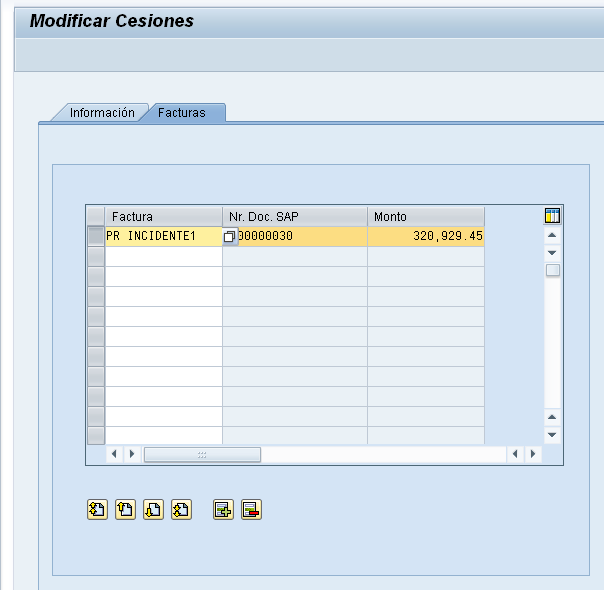 Modificar Cesiones
Información Facturas
Factura Nr. Doc. SAP Monto
PR INCIDENTE1 00000030 320,929.45